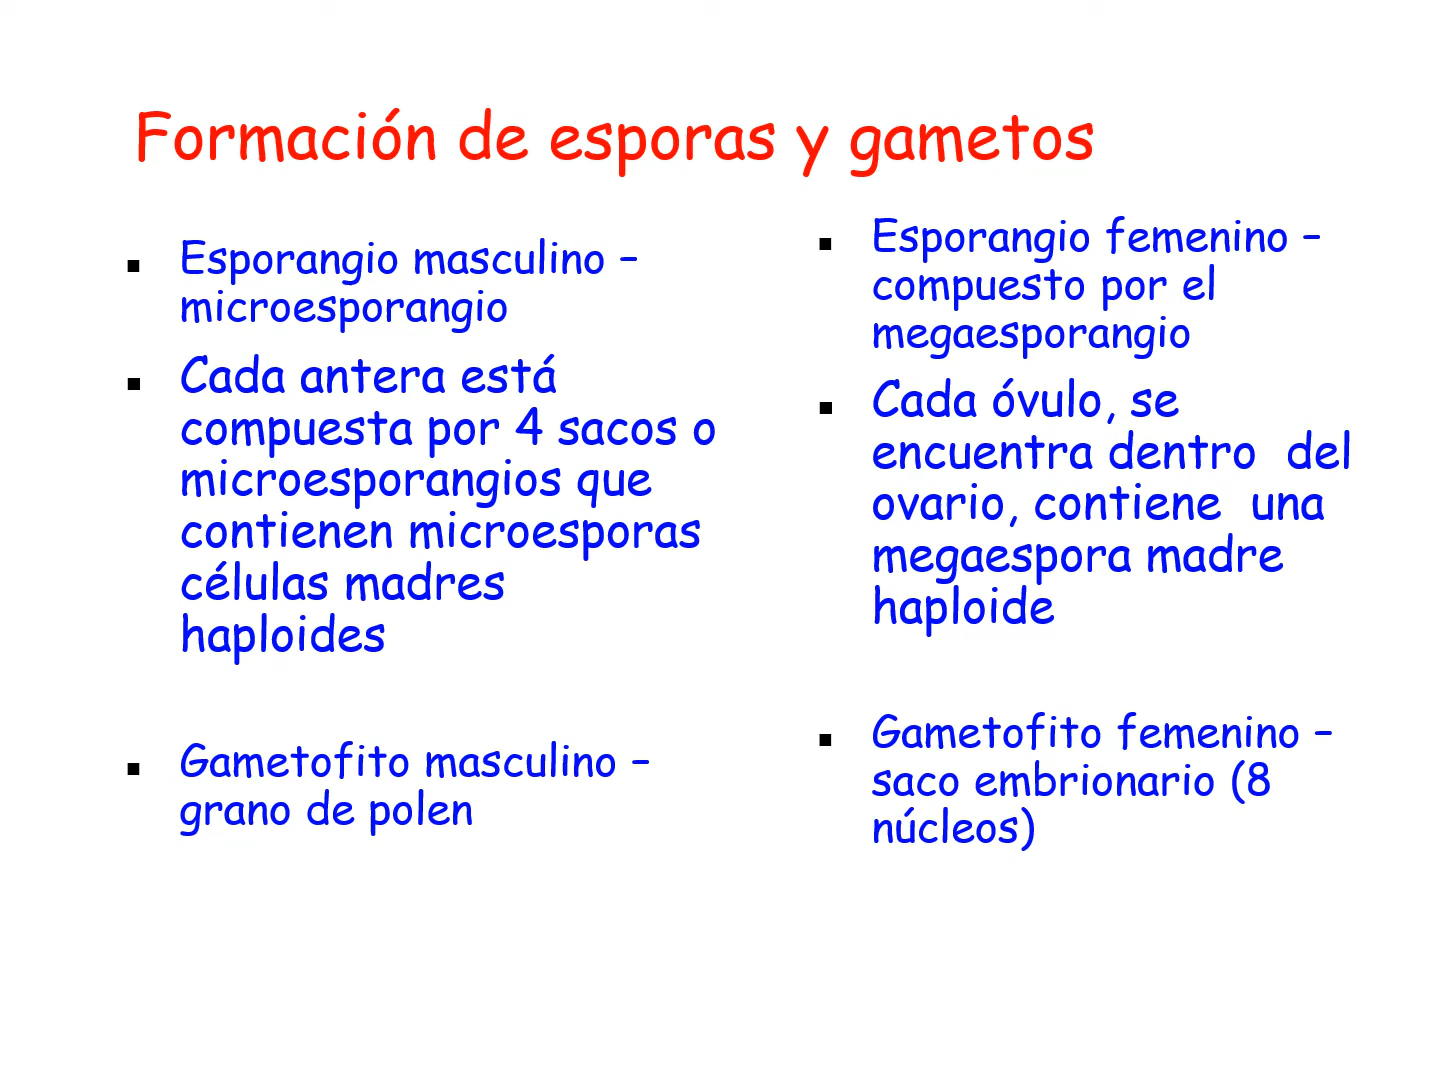 Formación de esporas y gametos
Esporangio masculino –
microesporangio
Cada antera está
compuesta por 4 sacos o
microesporangios que
contienen microesporas
células madres
haploides
Gametofito masculino –
grano de polen
Esporangio femenino –
compuesto por el
megaesporangio
Cada óvulo, se
encuentra dentro del
ovario, contiene una
megaespora madre
haploide
Gametofito femenino –
saco embrionario (8
núcleos)